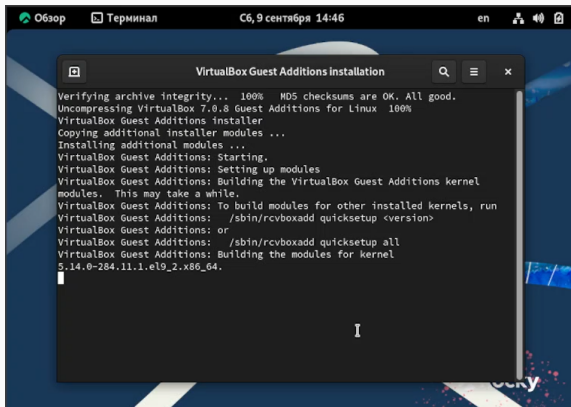 Обзор Терминал Сб, 9 сентября 14:46 en
VirtualBox Guest Additions installation
Verifying archive integrity... 100% MD5 checksums are OK. All good.
Uncompressing VirtualBox 7.0.8 Guest Additions for Linux 100%
VirtualBox Guest Additions installer
Copying additional installer modules ...
Installing additional modules ...
VirtualBox Guest Additions: Starting.
VirtualBox Guest Additions: Setting up modules
VirtualBox Guest Additions: Building the VirtualBox Guest Additions kernel
modules. This may take a while.
VirtualBox Guest Additions: To build modules for other installed kernels, run
VirtualBox Guest Additions: /sbin/rcvboxadd quicksetup <version>
VirtualBox Guest Additions: or
VirtualBox Guest Additions: /sbin/rcvboxadd quicksetup all
VirtualBox Guest Additions: Building the modules for kernel
5.14.0-284.11.1.el9_2.x86_64.